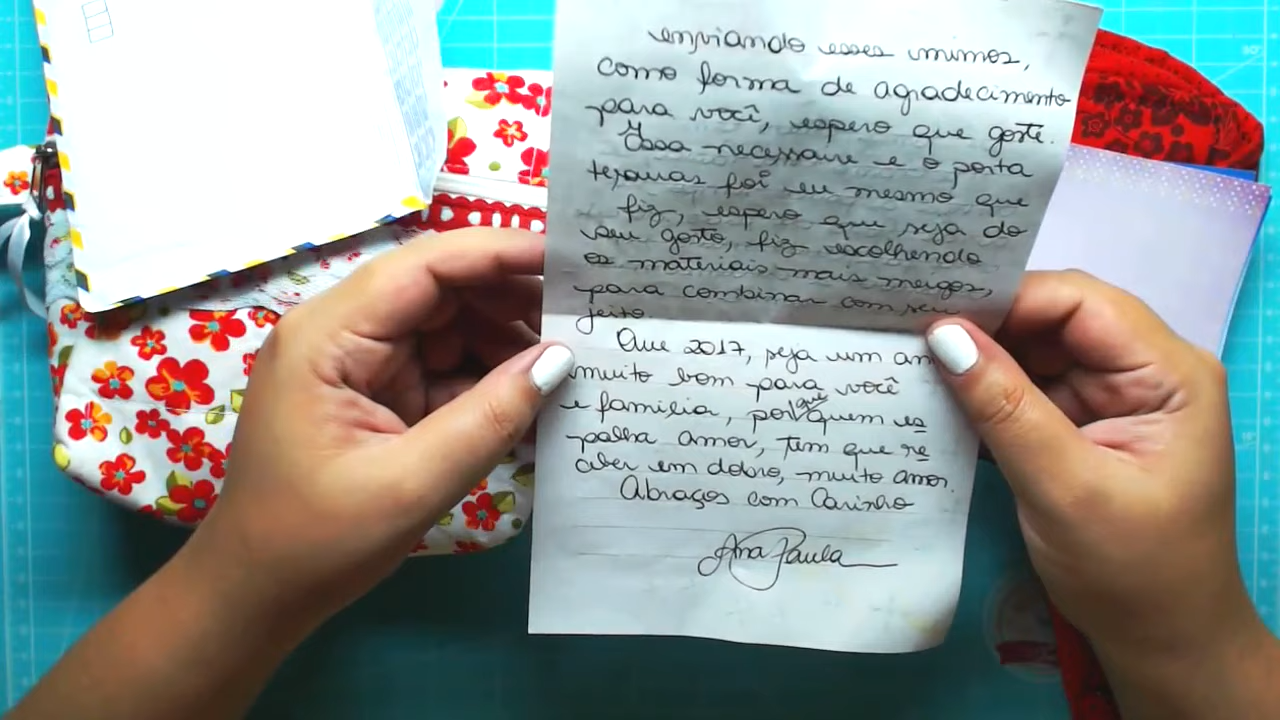 enviando esses mimos,
como forma de agradecimento
para você, espero que goste.
Essa necessaire e o porta
tezouras foi eu mesmo que
fiz, espero que seja do
seu gosto, fiz escolhendo
os materiais mais meigos,
para combinar com seu
jeito.
Que 2017, seja um an
muito bom para você
e família, porque quem es
palha amor, tem que re
ceber em dobro, muito amor.
Abraços com Carinho
Ana Paula